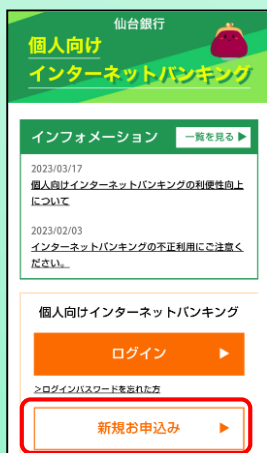 仙台銀行
個人向け
インターネットバンキング
インフォメーション
一覧を見る▶
2023/03/17
個人向けインターネットバンキングの利便性向上
について
2023/02/03
インターネットバンキングの不正利用にご注意く
ださい。
個人向けインターネットバンキング
ログイン ▶
>ログインパスワードを忘れた方
新規お申込み ▶